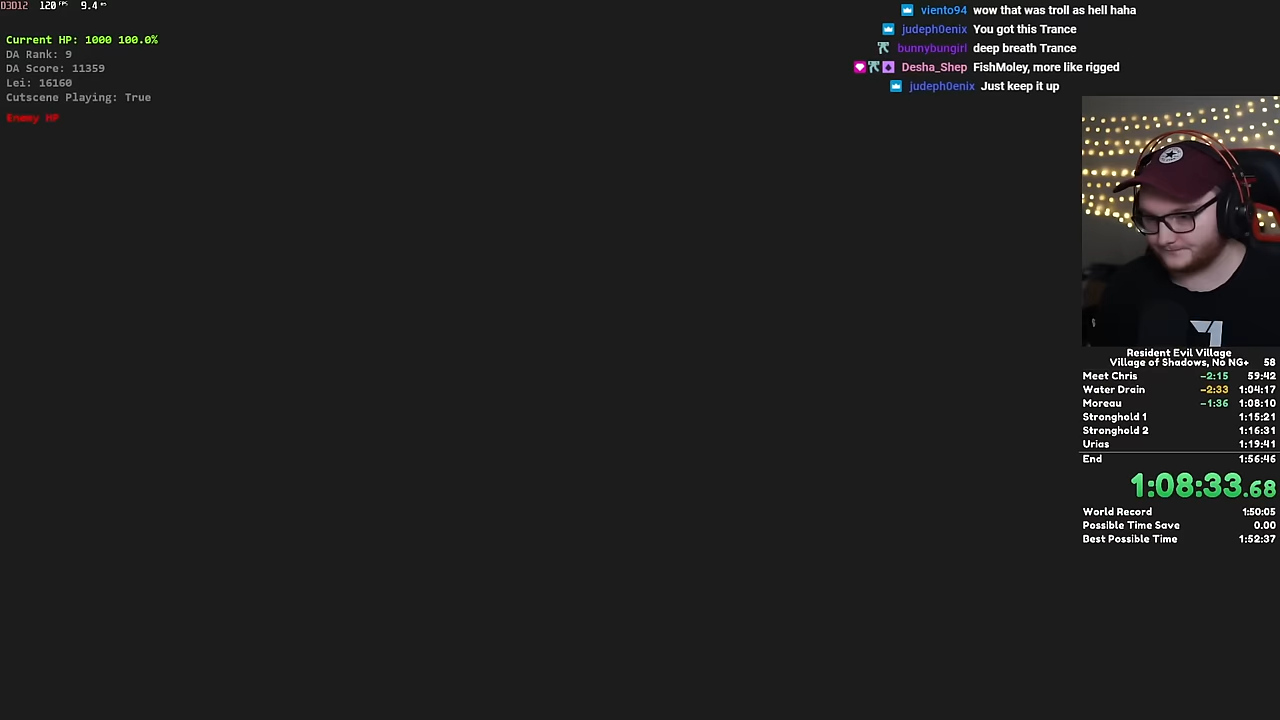 D3D12 120 FPS 9.4 ms
Current HP: 1000 100.0%
DA Rank: 9
DA Score: 11359
Lei: 16160
Cutscene Playing: True
Enemy HP
viento94 wow that was troll as hell haha
judeph0enix You got this Trance
bunnybungirl deep breath Trance
Desha_Shep FishMoley, more like rigged
judeph0enix Just keep it up
Resident Evil Village
Village of Shadows, No NG+ 58
Meet Chris -2:15 59:42
Water Drain -2:33 1:04:17
Moreau -1:36 1:08:10
Stronghold 1 1:15:21
Stronghold 2 1:16:31
Urias 1:19:41
End 1:56:46
1:08:33.68
World Record 1:50:05
Possible Time Save 0.00
Best Possible Time 1:52:37